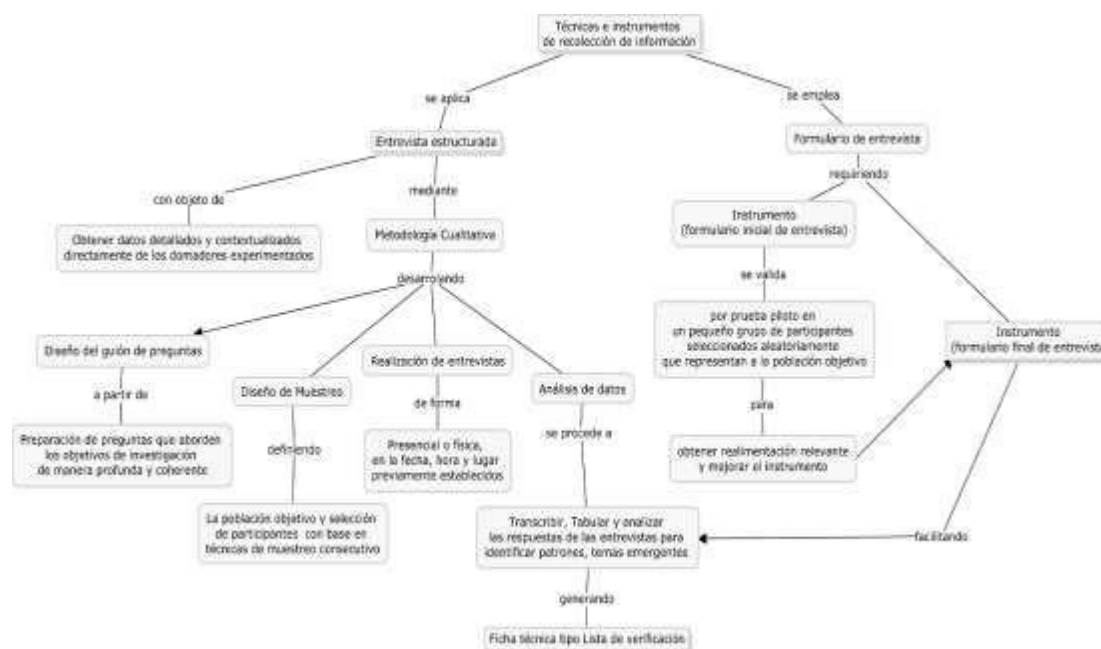 Técnicas e instrumentos
de recolección de información
se aplica
se emplea
Entrevista estructurada
Formulario de entrevista
con objeto de
mediante
requiriendo
Obtener datos detallados y contextualizados
directamente de los domadores experimentados
Metodología Cualitativa
Instrumento
(formulario inicial de entrevista)
desarrolando
se valida
Diseño del guión de preguntas
Realización de entrevistas
por prueba piloto en
un pequeño grupo de participantes
seleccionados aleatoriamente
que representan a la población objetivo
Instrumento
(formulario final de entrevista
a partir de
Diseño de Muestreo
de forma
Análisis de datos
para
Preparación de preguntas que aborden
los objetivos de investigación
de manera profunda y coherente
definiendo
Presencial o física,
en la fecha, hora y lugar
previamente establecidos
se procede a
obtener realimentación relevante
y mejorar el instrumento
La población objetivo y selección
de participantes con base en
técnicas de muestreo consecutivo
Transcribir, Tabular y analizar
las respuestas de las entrevistas para
identificar patrones, temas emergentes
facilitando
generando
Ficha técnica tipo Lista de verificación